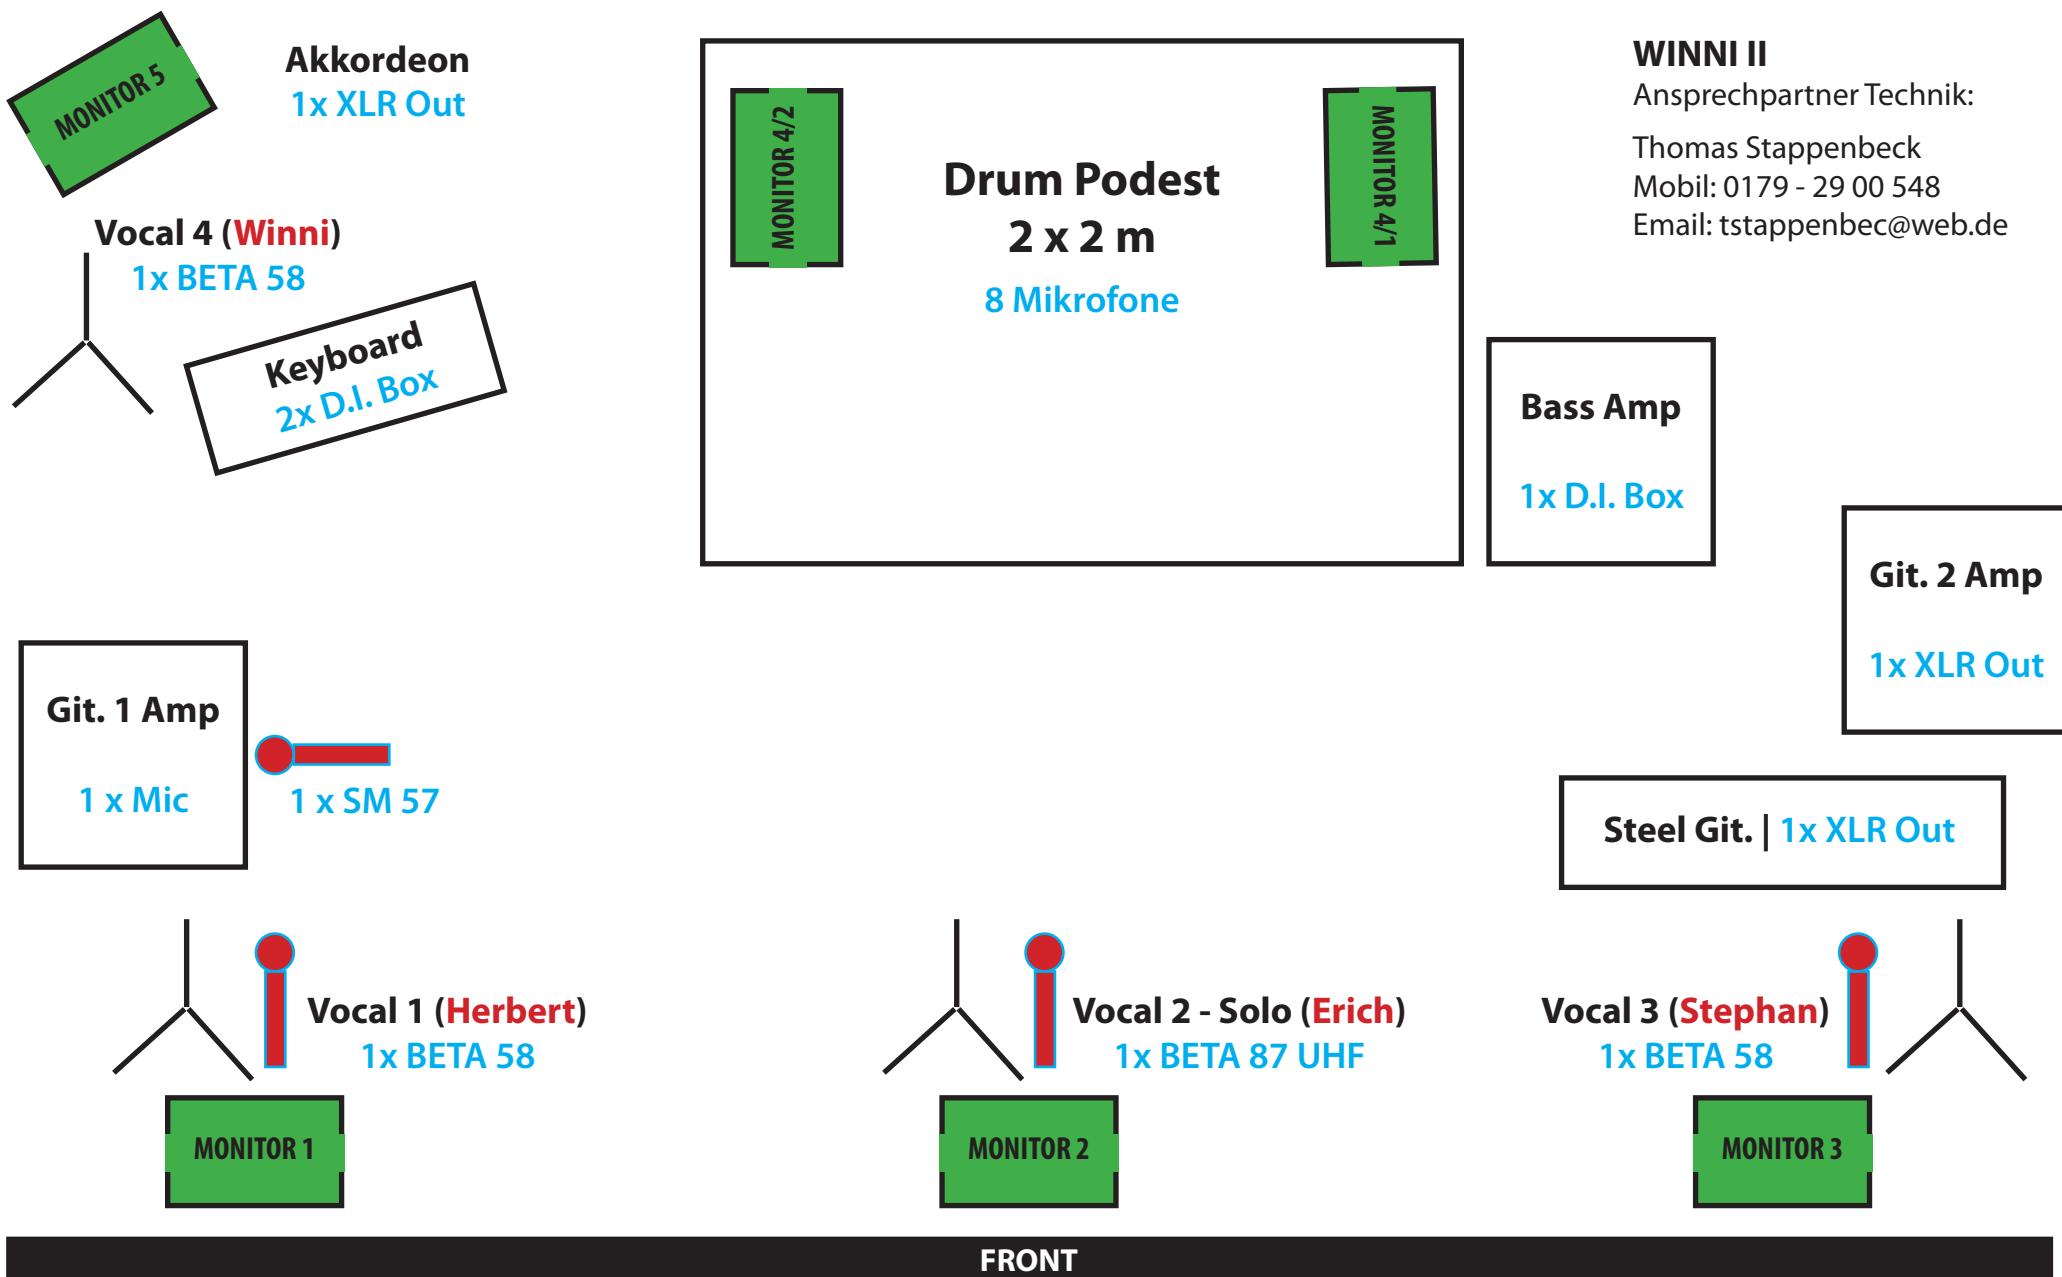 MONITOR 5
Akkordeon
1x XLR Out
MONITOR 4/2
Drum Podest
2 x 2 m
8 Mikrofone
MONITOR 4/1
WINNI II
Ansprechpartner Technik:
Thomas Stappenbeck
Mobil: 0179 - 29 00 548
Email: tstappenbec@web.de
Vocal 4 (Winni)
1x BETA 58
Keyboard
2x D.I. Box
Bass Amp
1x D.I. Box
Git. 2 Amp
1x XLR Out
Git. 1 Amp
1 x Mic
1 x SM 57
Steel Git. | 1x XLR Out
Vocal 1 (Herbert)
1x BETA 58
Vocal 2 - Solo (Erich)
1x BETA 87 UHF
Vocal 3 (Stephan)
1x BETA 58
MONITOR 1
MONITOR 2
MONITOR 3
FRONT